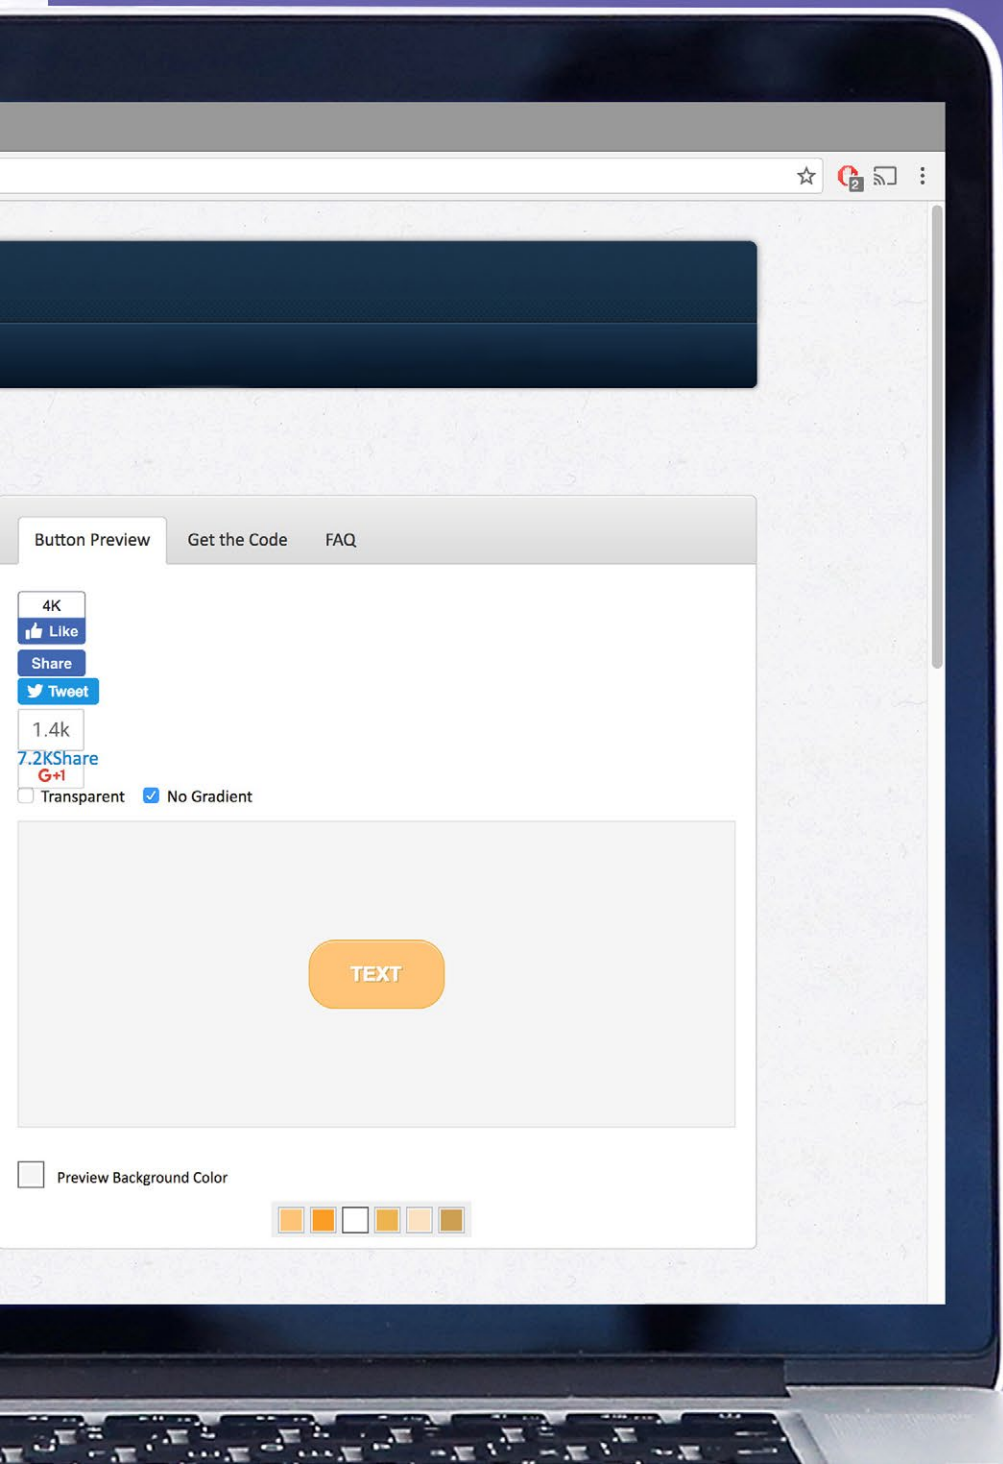 2
Button Preview Get the Code FAQ
4K
Like
Share
Tweet
1.4k
7.2KShare
G+1
Transparent No Gradient
TEXT
Preview Background Color